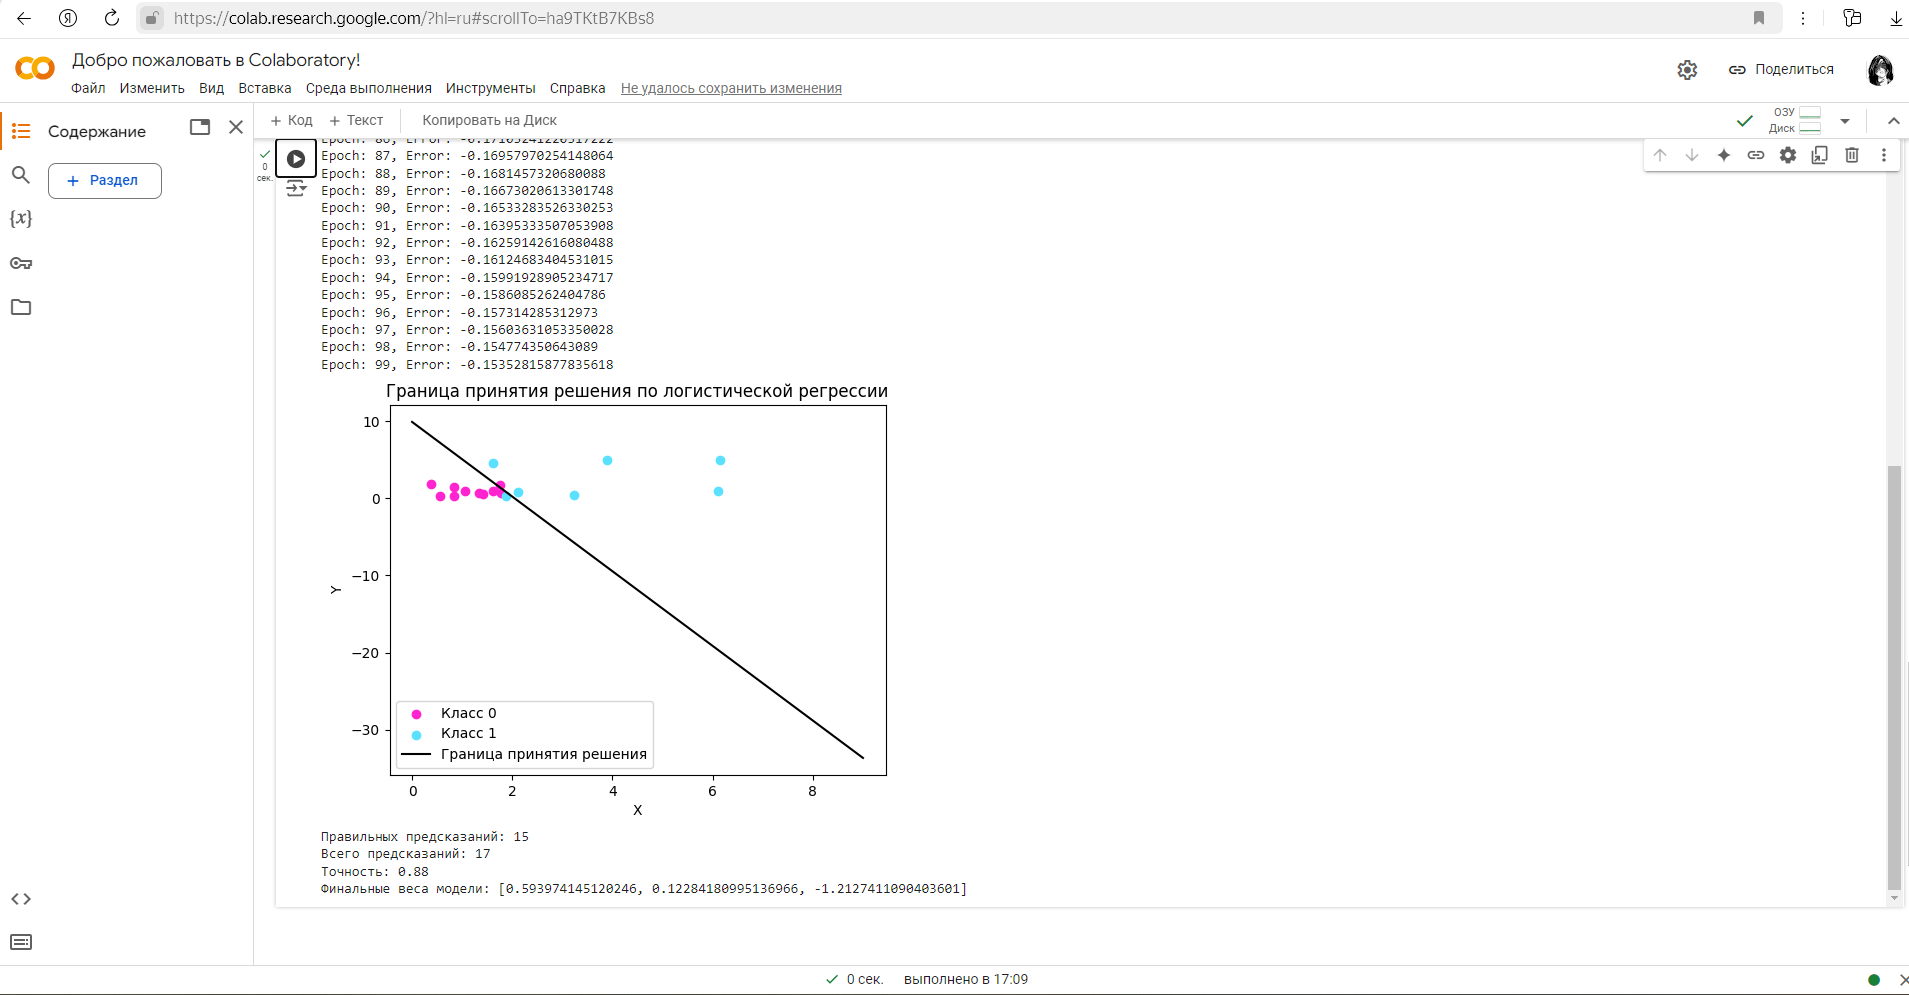 https://colab.research.google.com/?hl=ru#scrollTo=ha9TKtB7KBs8
Добро пожаловать в Colaboratory!
Файл Изменить Вид Вставка Среда выполнения Инструменты Справка Не удалось сохранить изменения
Поделиться
Содержание
+ Код + Текст Копировать на Диск
ОЗУ
Диск
+ Раздел
0
сек.
Epoch: 87, Error: -0.16957970254148064
Epoch: 88, Error: -0.1681457320680088
Epoch: 89, Error: -0.16673020613301748
Epoch: 90, Error: -0.16533283526330253
Epoch: 91, Error: -0.16395333507053908
Epoch: 92, Error: -0.16259142616080488
Epoch: 93, Error: -0.16124683404531015
Epoch: 94, Error: -0.15991928905234717
Epoch: 95, Error: -0.1586085262404786
Epoch: 96, Error: -0.157314285312973
Epoch: 97, Error: -0.15603631053350028
Epoch: 98, Error: -0.154774350643089
Epoch: 99, Error: -0.15352815877835618
Граница принятия решения по логистической регрессии
10
0
−10
−20
−30
Y
Класс 0
Класс 1
Граница принятия решения
0 2 4 6 8
X
Правильных предсказаний: 15
Всего предсказаний: 17
Точность: 0.88
Финальные веса модели: [0.593974145120246, 0.12284180995136966, -1.2127411090403601]
0 сек. выполнено в 17:09